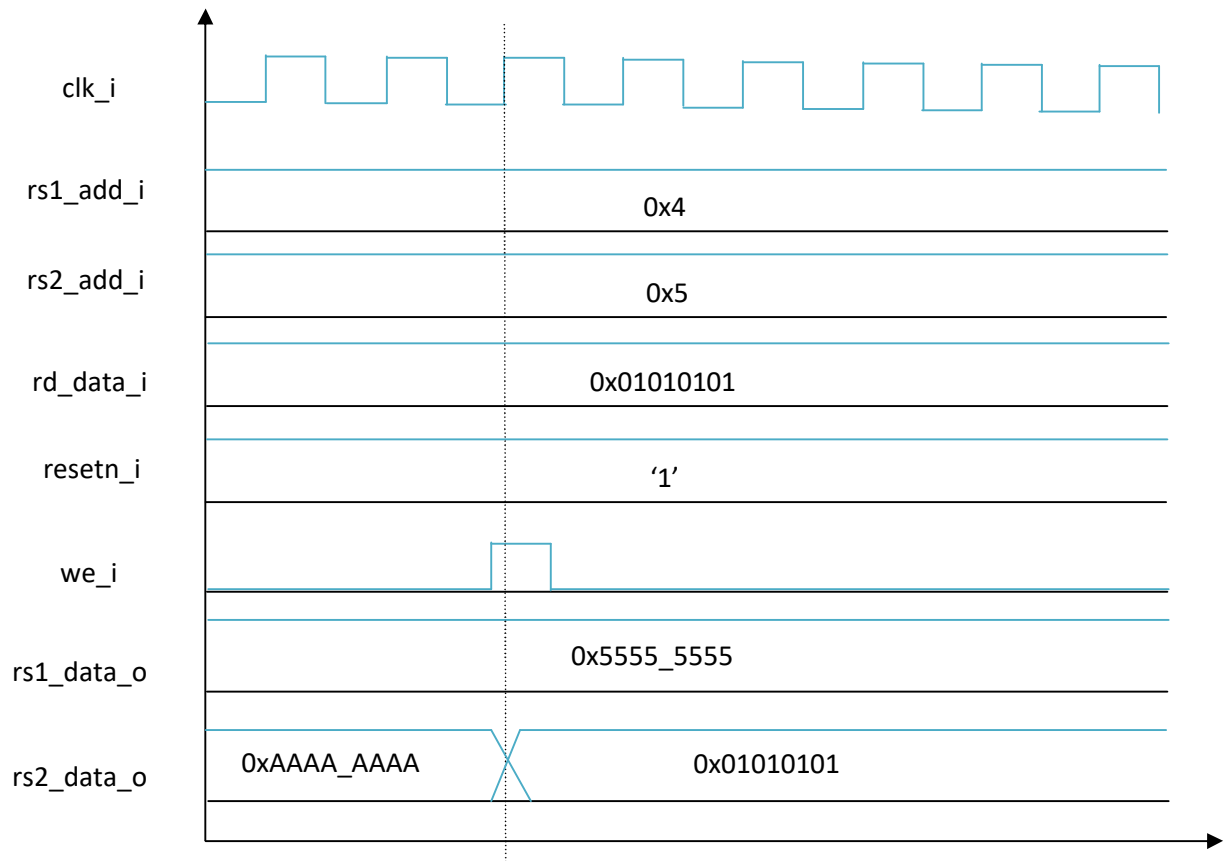 clk_i
rs1_add_i
0x4
rs2_add_i
0x5
rd_data_i
0x01010101
resetn_i
‘1’
we_i
rs1_data_o
0x5555_5555
rs2_data_o
0xAAAA_AAAA
0x01010101